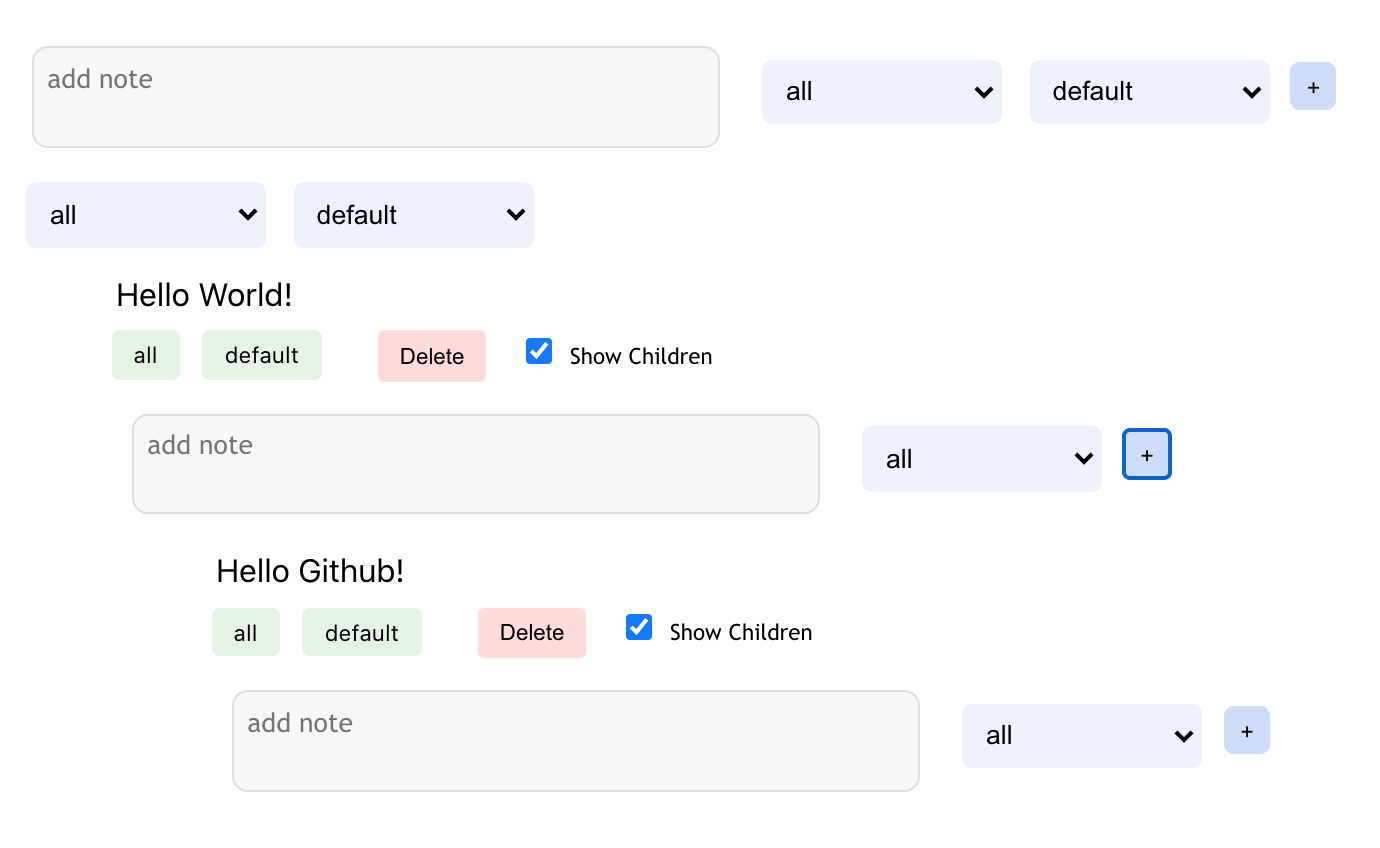 add note all default +
all default
Hello World!
all default Delete Show Children
add note all +
Hello Github!
all default Delete Show Children
add note all +